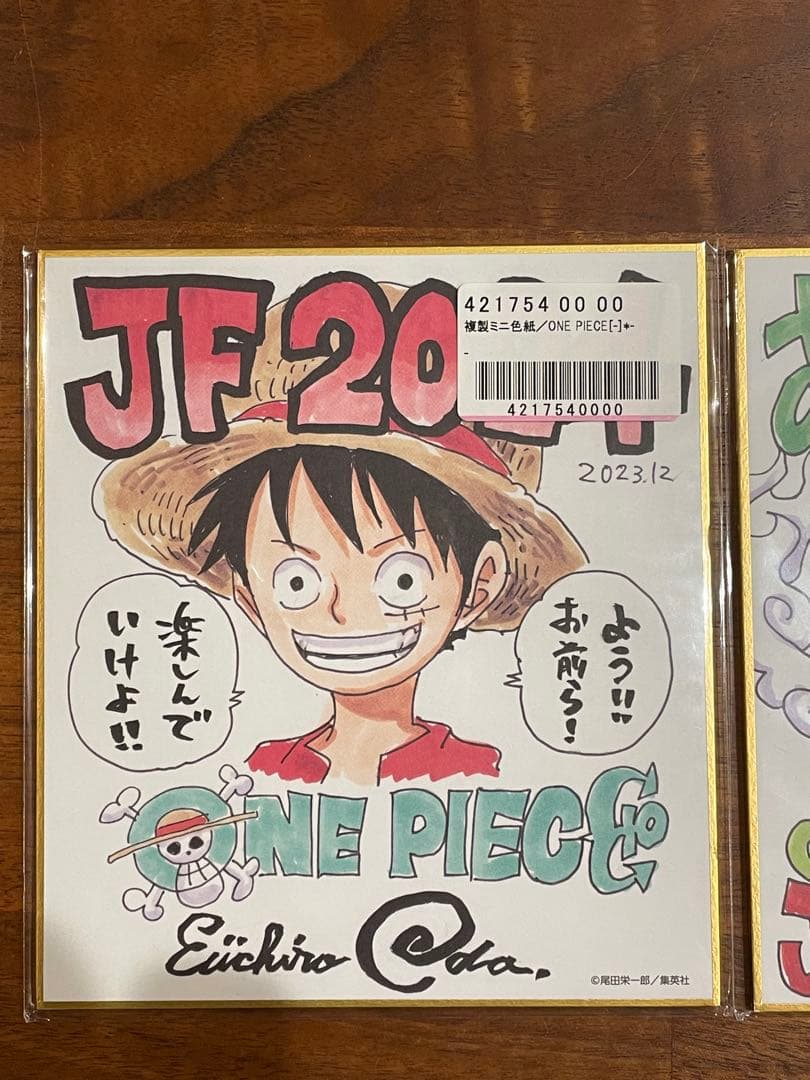 JF 202
421754 00 00
複製ミニ色紙/ONE PIECE[-]*-
-
4217540000
2023.12
よう!!
お前ら!
楽しんで
いけよ!!
ONE PIECE
Eiichiro Oda.
©尾田栄一郎/集英社